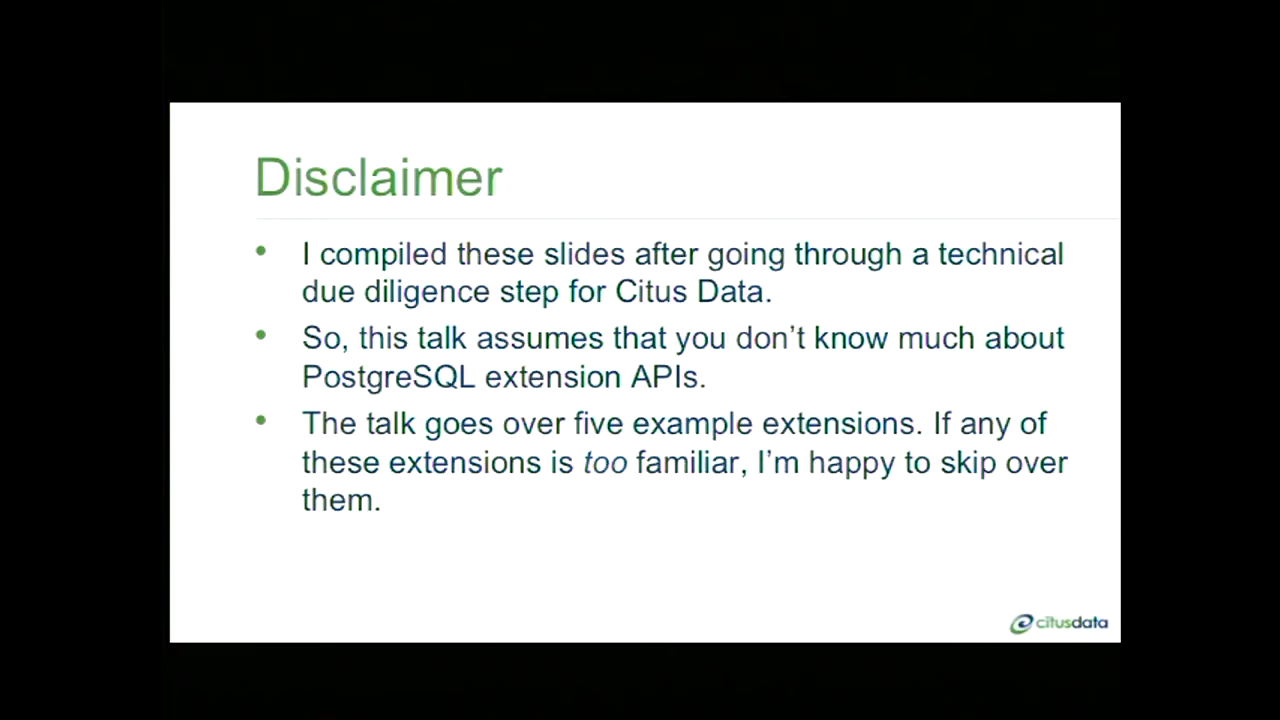 Disclaimer
• I compiled these slides after going through a technical
due diligence step for Citus Data.
• So, this talk assumes that you don’t know much about
PostgreSQL extension APIs.
• The talk goes over five example extensions. If any of
these extensions is too familiar, I’m happy to skip over
them.
citusdata